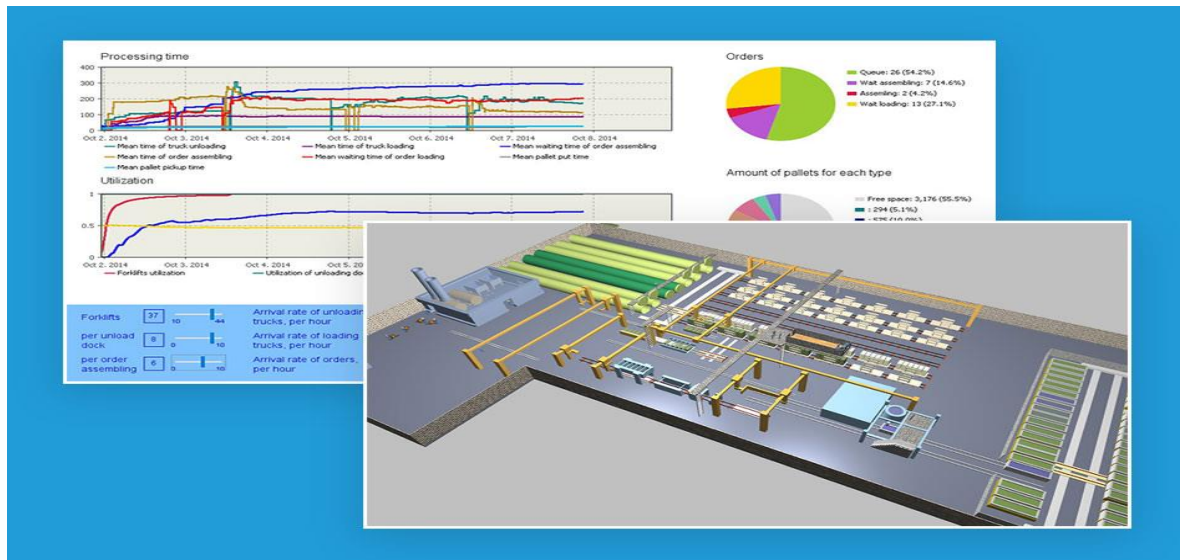 Processing time
400
300
200
100
0
Oct 2, 2014 Oct 3, 2014 Oct 4, 2014 Oct 5, 2014 Oct 6, 2014 Oct 7, 2014 Oct 8, 2014
Mean time of truck unloading Mean time of truck loading Mean waiting time of order assembling
Mean time of order assembling Mean waiting time of order loading Mean pallet put time
Mean pallet pickup time
Orders
Queue: 26 (54.2%)
Wait assembling: 7 (14.6%)
Assmling: 2 (4.2%)
Wait loading: 13 (27.1%)
Utilization
1
0.5
0
Oct 2, 2014 Oct 3, 2014 Oct 4, 2014 Oct 5, 20
Forklifts utilization Utilization of unloading do
Amount of pallets for each type
Free space: 3,176 (55.5%)
: 294 (5.1%)
Forklifts 37 10 44 Arrival rate of unloadin
trucks, per hour
per unload
dock 8 0 10 Arrival rate of loading
trucks, per hour
per order
assembling 6 0 10 Arrival rate of orders,
per hour